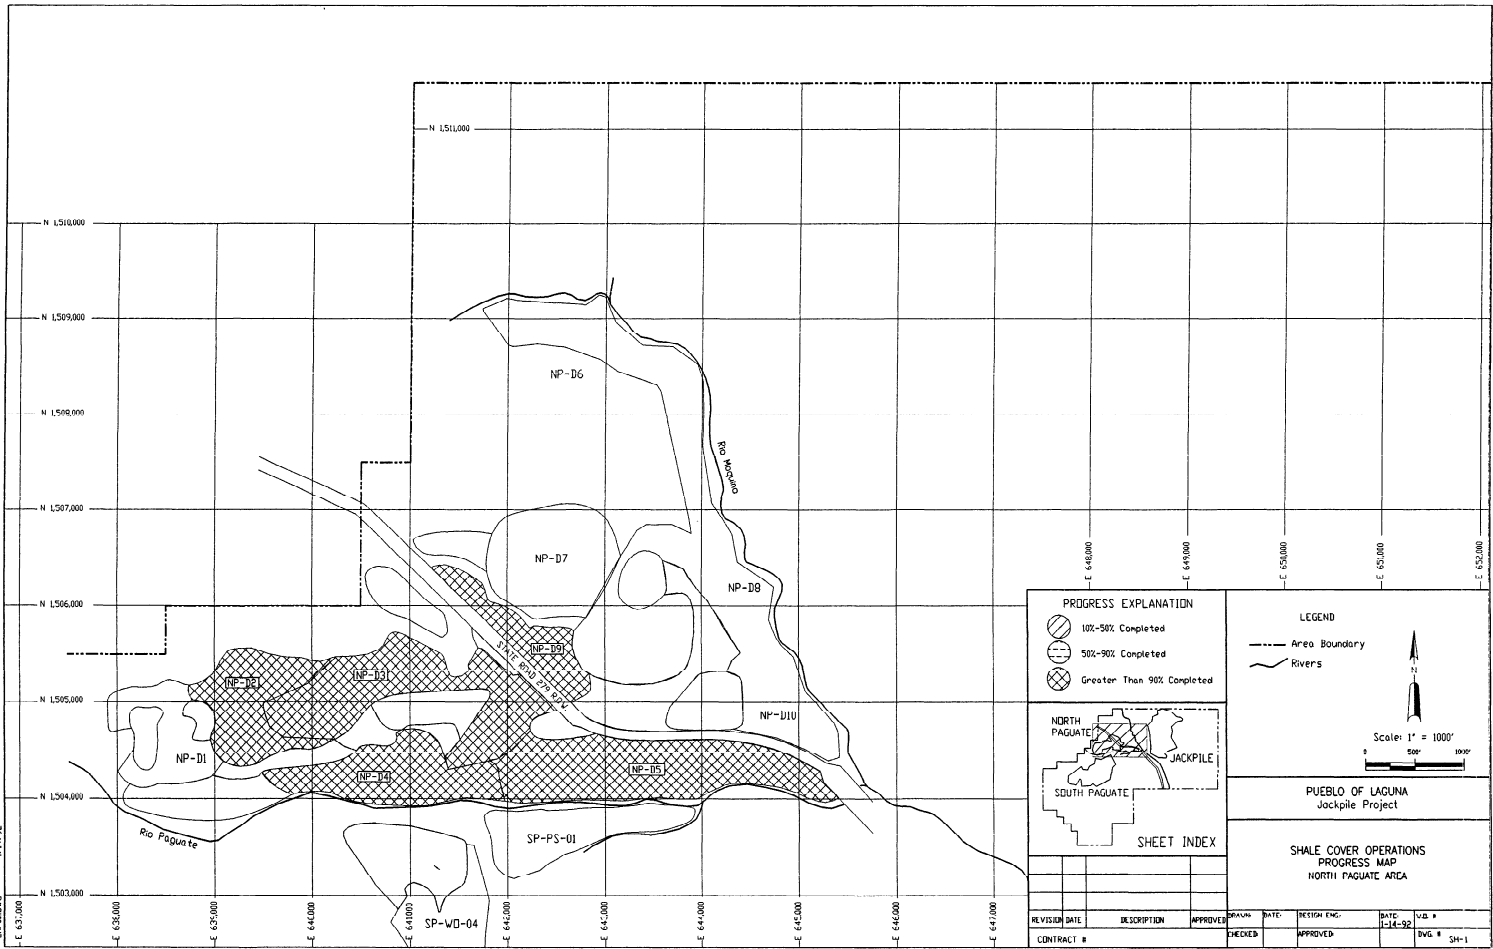 N 1,511,000
N 1,510,000
N 1,509,000
NP-D6
N 1,509,000
Rio Moquino
N 1,507,000
NP-D7
E 648,000
E 649,000
E 650,000
E 651,000
E 652,000
NP-D8
N 1,506,000
STATE ROAD 279 R.O.W.
NP-D9
NP-D3
NP-D2
N 1,505,000
NP-D10
NP-D1
NP-D4
NP-D5
N 1,504,000
Rio Paguate
SP-PS-01
N 1,503,000
SP-WD-04
E 637,000
E 638,000
E 639,000
E 640,000
E 641,000
E 642,000
E 643,000
E 644,000
E 645,000
E 646,000
E 647,000
PROGRESS EXPLANATION
10%-50% Completed
50%-90% Completed
Greater Than 90% Completed
LEGEND
Area Boundary
Rivers
N
Scale: 1" = 1000'
0 500' 1000'
NORTH
PAGUATE
JACKPILE
SOUTH PAGUATE
SHEET INDEX
PUEBLO OF LAGUNA
Jackpile Project
SHALE COVER OPERATIONS
PROGRESS MAP
NORTH PAGUATE AREA
REVISION DATE DESCRIPTION APPROVED
CONTRACT #
DRAWN: DATE: DESIGN ENG.: DATE: 1-14-92
CHECKED: APPROVED: DWG. # SH-1